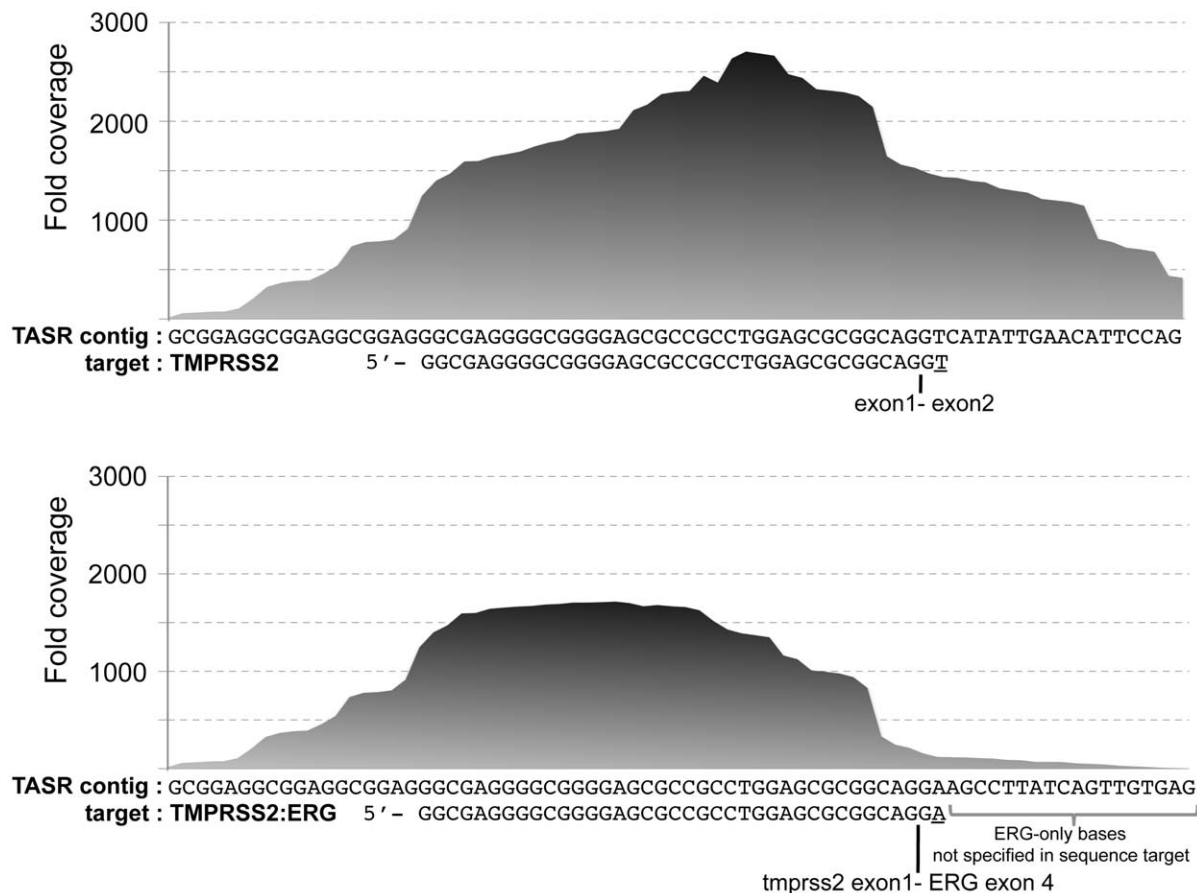 3000
2000
1000
Fold coverage
TASR contig : GCGGAGGCGGAGGCGGAGGGCGAGGGGCGGGGAGCGCCGCCTGGAGCGCGGCAGGTCATATTGAACATTCCAG
target : TMPRSS2 5′– GGCGAGGGGCGGGGAGCGCCGCCTGGAGCGCGGCAGGT
exon1- exon2
3000
2000
1000
Fold coverage
TASR contig : GCGGAGGCGGAGGCGGAGGGCGAGGGGCGGGGAGCGCCGCCTGGAGCGCGGCAGGAAGCCTTATCAGTTGTGAG
target : TMPRSS2:ERG 5′– GGCGAGGGGCGGGGAGCGCCGCCTGGAGCGCGGCAGGA
ERG-only bases
not specified in sequence target
tmprss2 exon1- ERG exon 4